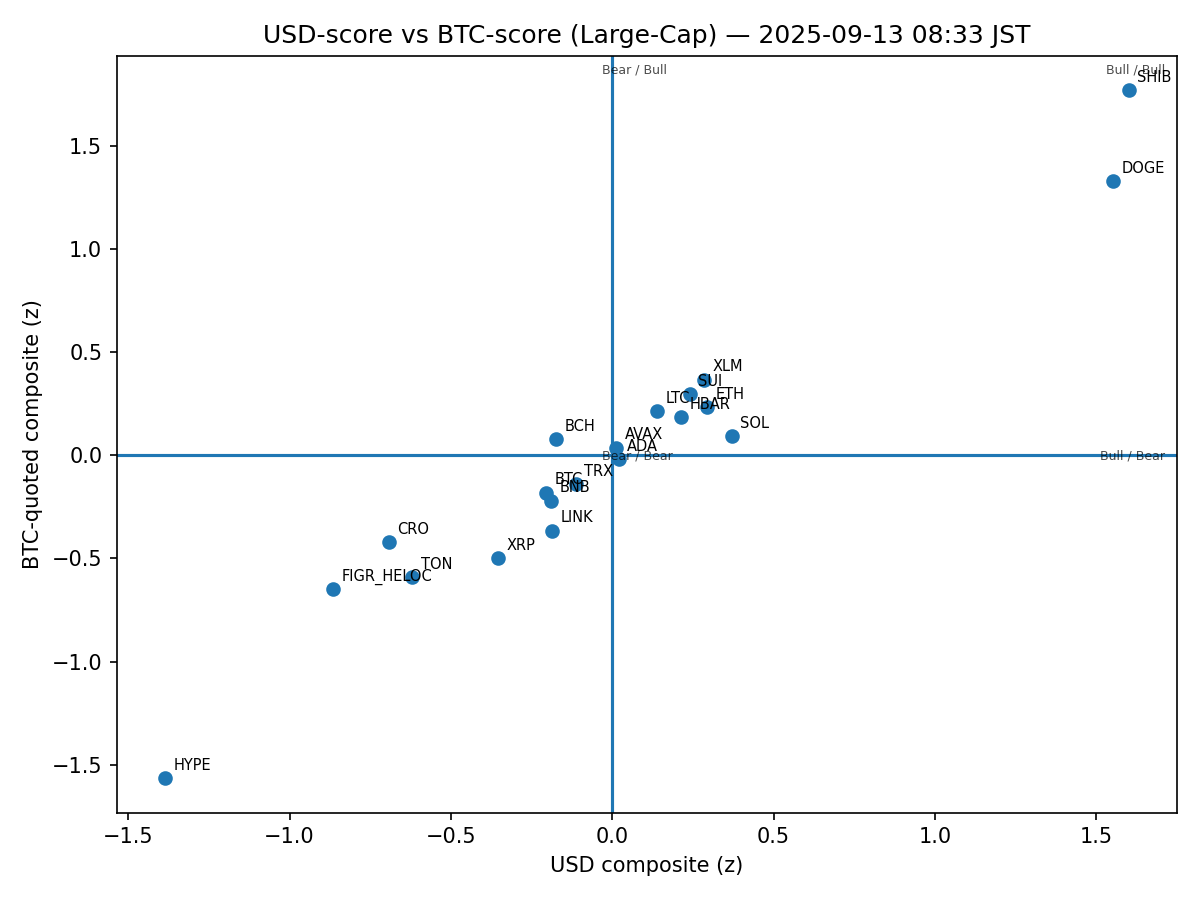 USD-score vs BTC-score (Large-Cap) — 2025-09-13 08:33 JST
Bear / Bull
Bull / Bull
SHIB
DOGE
XLM
SUI
ETH
LTC
HBAR
SOL
BCH
AVAX
ADA
Bear / Bear
Bull / Bear
TRX
BTC
BNB
LINK
CRO
XRP
TON
FIGR_HELOC
HYPE
1.5
1.0
0.5
0.0
−0.5
−1.0
−1.5
BTC-quoted composite (z)
−1.5
−1.0
−0.5
0.0
0.5
1.0
1.5
USD composite (z)